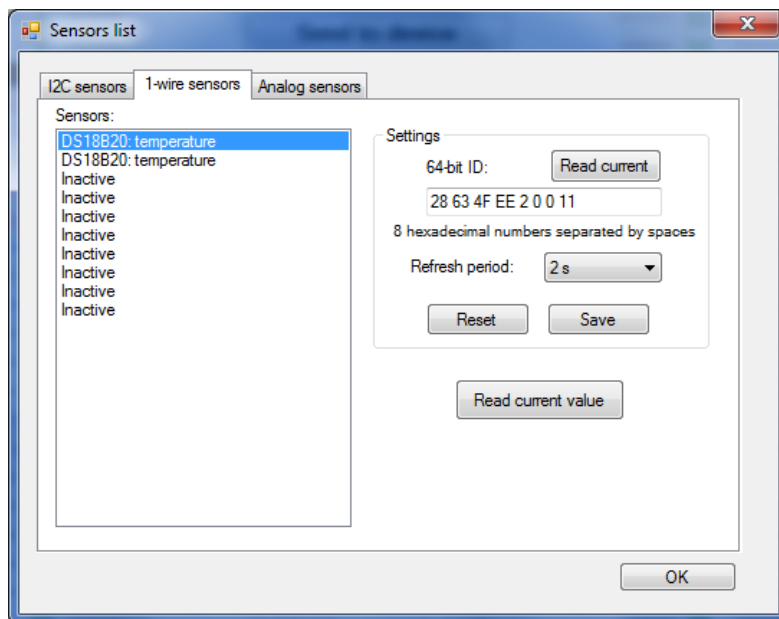 Sensors list
I2C sensors 1-wire sensors Analog sensors
Sensors:
DS18B20: temperature
DS18B20: temperature
Inactive
Inactive
Inactive
Inactive
Inactive
Inactive
Inactive
Inactive
Settings
64-bit ID: Read current
28 63 4F EE 2 0 0 11
8 hexadecimal numbers separated by spaces
Refresh period: 2 s
Reset Save
Read current value
OK